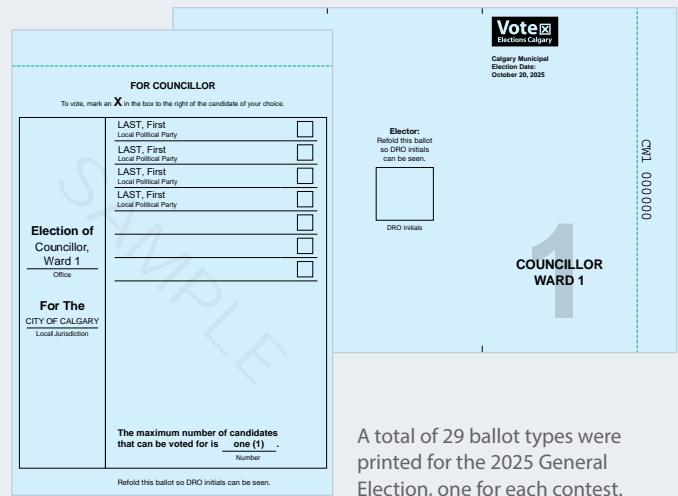 FOR COUNCILLOR
To vote, mark an X in the box to the right of the candidate of your choice.
LAST, First
Local Political Party
LAST, First
Local Political Party
LAST, First
Local Political Party
LAST, First
Local Political Party
Election of
Councillor,
Ward 1
Office
For The
CITY OF CALGARY
Local Jurisdiction
SAMPLE
The maximum number of candidates
that can be voted for is one (1) .
Number
Refold this ballot so DRO initials can be seen.
Vote
Elections Calgary
Calgary Municipal
Election Date:
October 20, 2025
Elector:
Refold this ballot
so DRO initials
can be seen.
DRO Initials
1
COUNCILLOR
WARD 1
CW1 000000
A total of 29 ballot types were
printed for the 2025 General
Election, one for each contest.